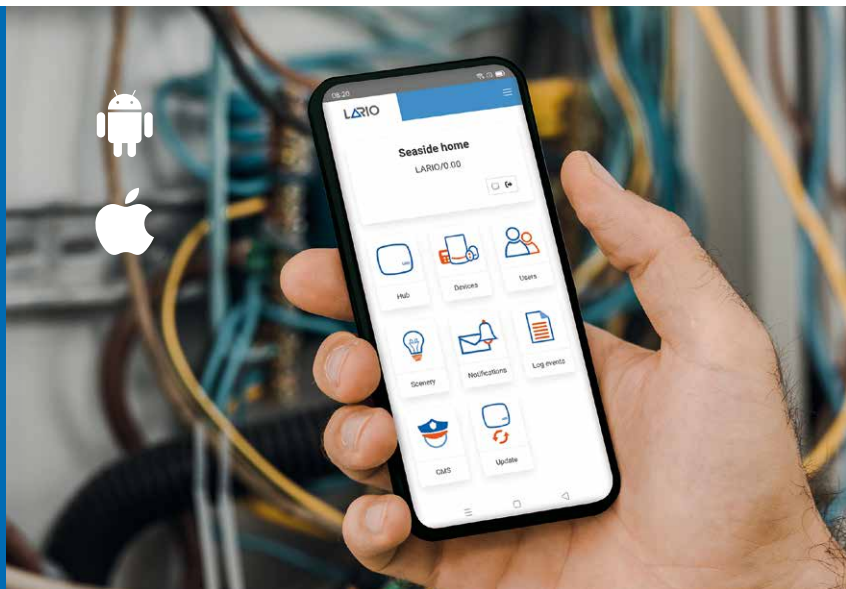 08:20
LARIO
Seaside home
LARIO/0.00
Hub
Devices
Users
Scenery
Notifications
Log events
CMS
Update